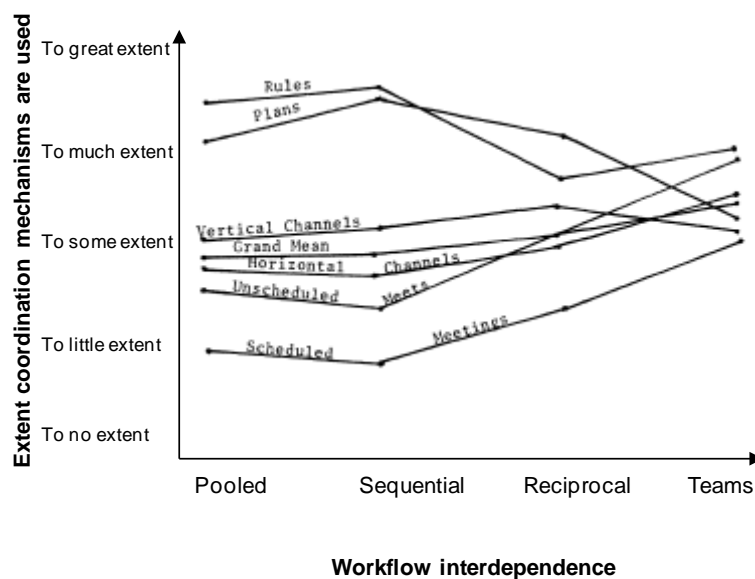 Extent coordination mechanisms are used
To great extent
To much extent
To some extent
To little extent
To no extent
Rules
Plans
Vertical Channels
Grand Mean
Horizontal Channels
Unscheduled Meets
Scheduled Meetings
Pooled Sequential Reciprocal Teams
Workflow interdependence